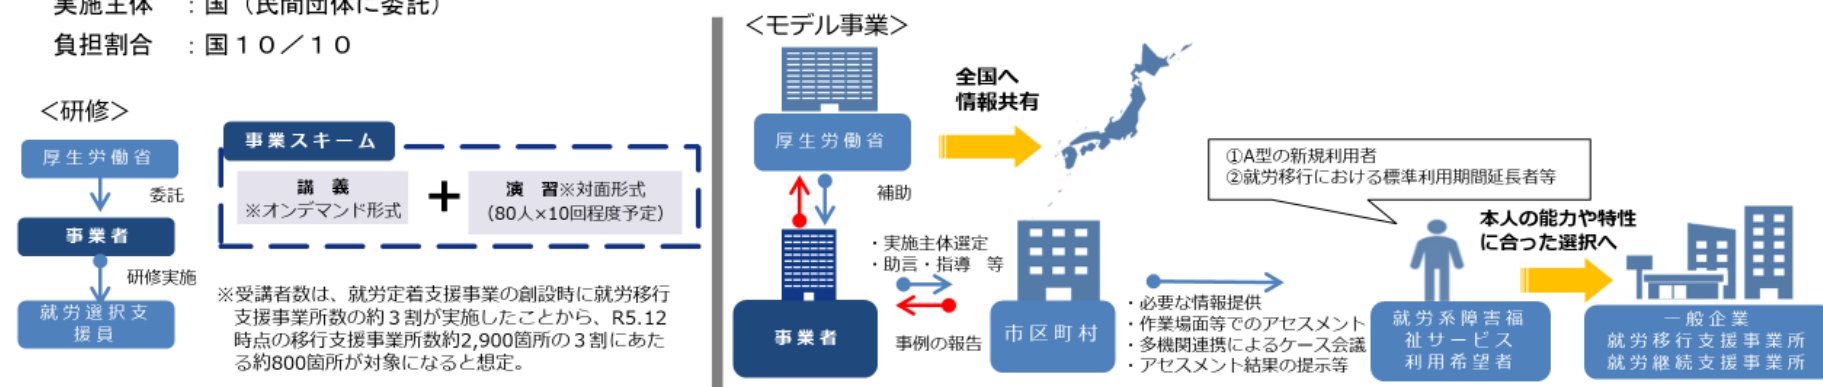 実施主体 ：国（民間団体に委託）
負担割合 ：国１０／１０
＜研修＞
厚生労働省
委託
事業者
研修実施
就労選択支
援員
事業スキーム
講 義
※オンデマンド形式
＋
演 習※対面形式
（80人×10回程度予定）
※受講者数は、就労定着支援事業の創設時に就労移行
支援事業所数の約３割が実施したことから、R5.12
時点の移行支援事業所数約2,900箇所の３割にあた
る約800箇所が対象になると想定。
＜モデル事業＞
厚生労働省
全国へ
情報共有
補助
事業者
・実施主体選定
・助言・指導 等
事例の報告
市区町村
・必要な情報提供
・作業場面等でのアセスメント
・多機関連携によるケース会議
・アセスメント結果の提示等
①A型の新規利用者
②就労移行における標準利用期間延長者等
就労系障害福
祉サービス
利用希望者
本人の能力や特性
に合った選択へ
一般企業
就労移行支援事業所
就労継続支援事業所